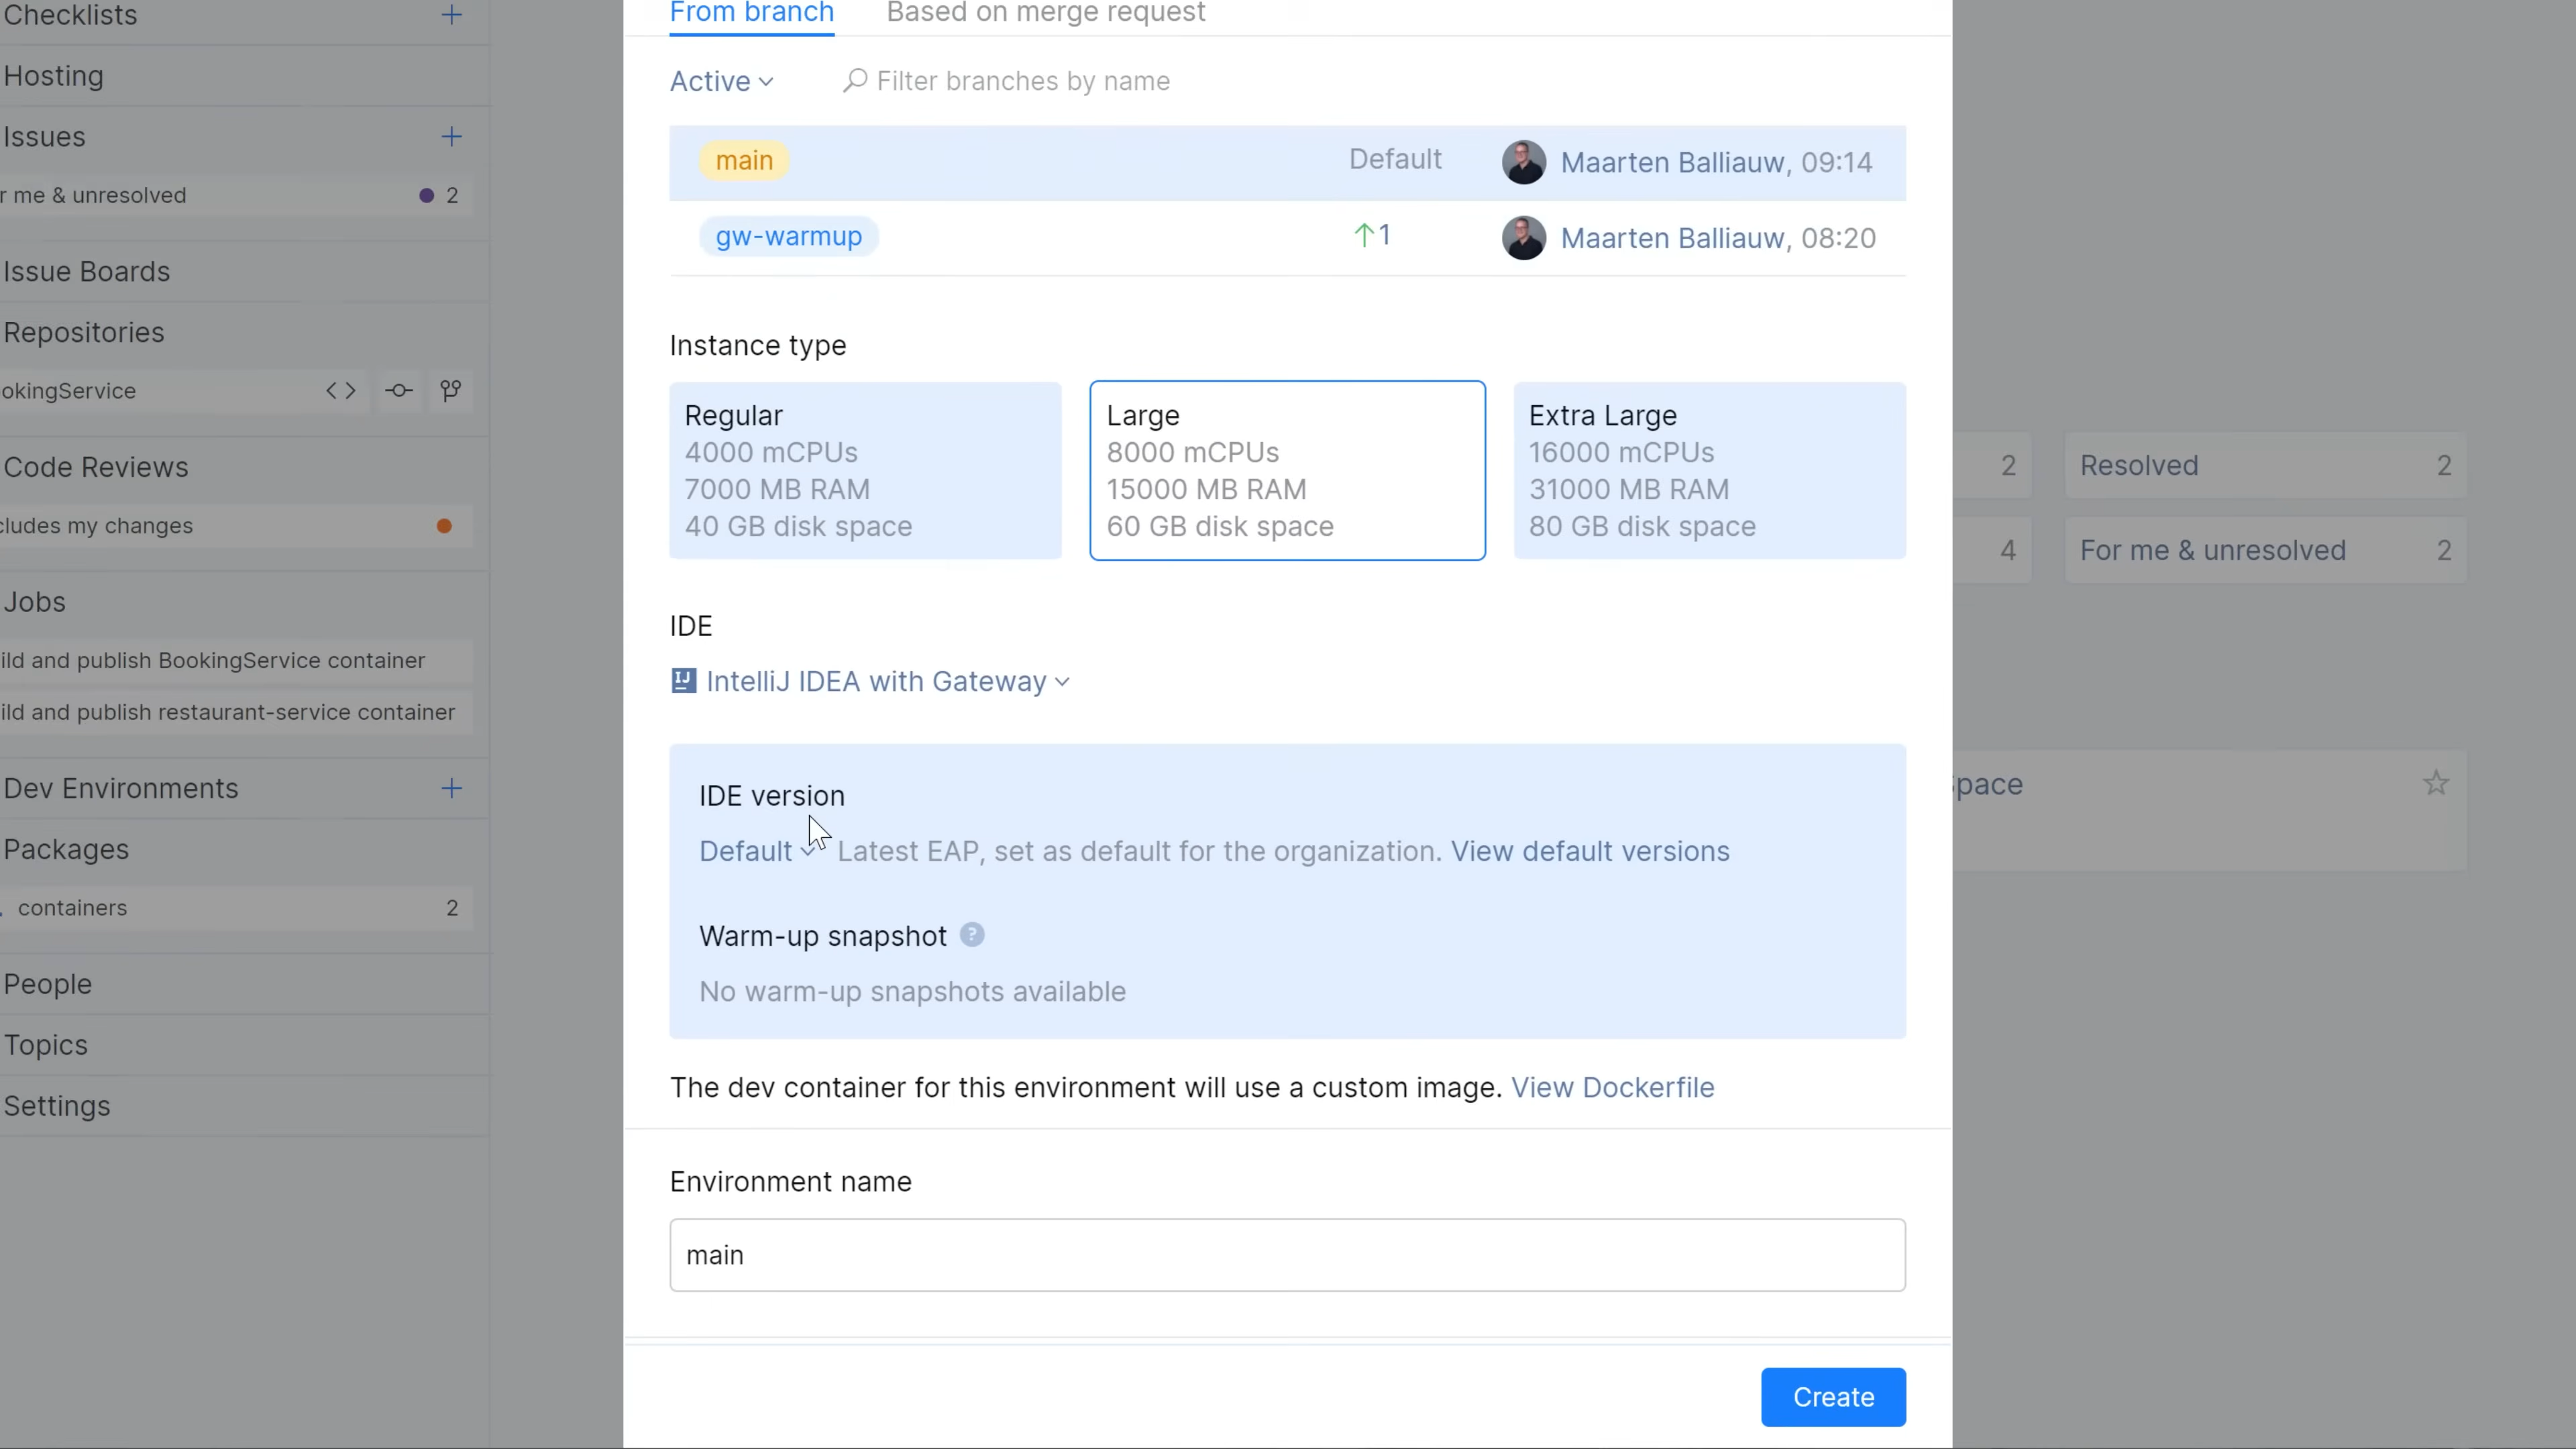 Checklists
Hosting
Issues
r me & unresolved 2
Issue Boards
Repositories
okingService
Code Reviews
cludes my changes
Jobs
ild and publish BookingService container
ild and publish restaurant-service container
Dev Environments
Packages
containers 2
People
Topics
Settings
From branch Based on merge request
Active Filter branches by name
main Default Maarten Balliauw, 09:14
gw-warmup ↑1 Maarten Balliauw, 08:20
Instance type
Regular
4000 mCPUs
7000 MB RAM
40 GB disk space
Large
8000 mCPUs
15000 MB RAM
60 GB disk space
Extra Large
16000 mCPUs
31000 MB RAM
80 GB disk space
IDE
IJ IntelliJ IDEA with Gateway
IDE version
Default Latest EAP, set as default for the organization. View default versions
Warm-up snapshot ?
No warm-up snapshots available
The dev container for this environment will use a custom image. View Dockerfile
Environment name
main
Create
2 Resolved 2
4 For me & unresolved 2
Space